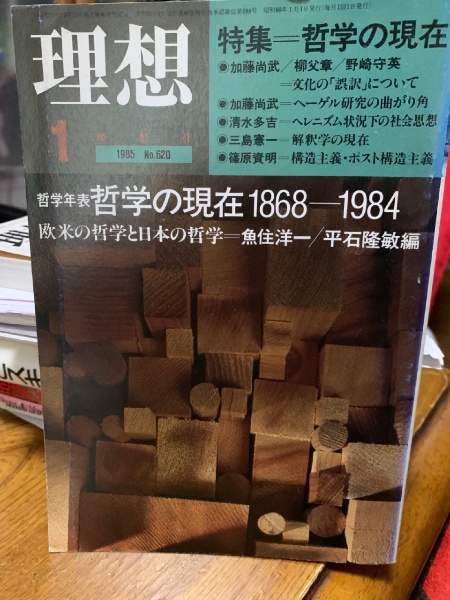 理想
1
1985 No.620
特集=哲学の現在
●加藤尚武/柳父章/野崎守英
=文化の「誤訳」について
●加藤尚武=ヘーゲル研究の曲がり角
●清水多吉=ヘレニズム状況下の社会思想
●三島憲一=解釈学の現在
●篠原資明=構造主義・ポスト構造主義
哲学年表 哲学の現在1868—1984
欧米の哲学と日本の哲学=魚住洋一/平石隆敏編